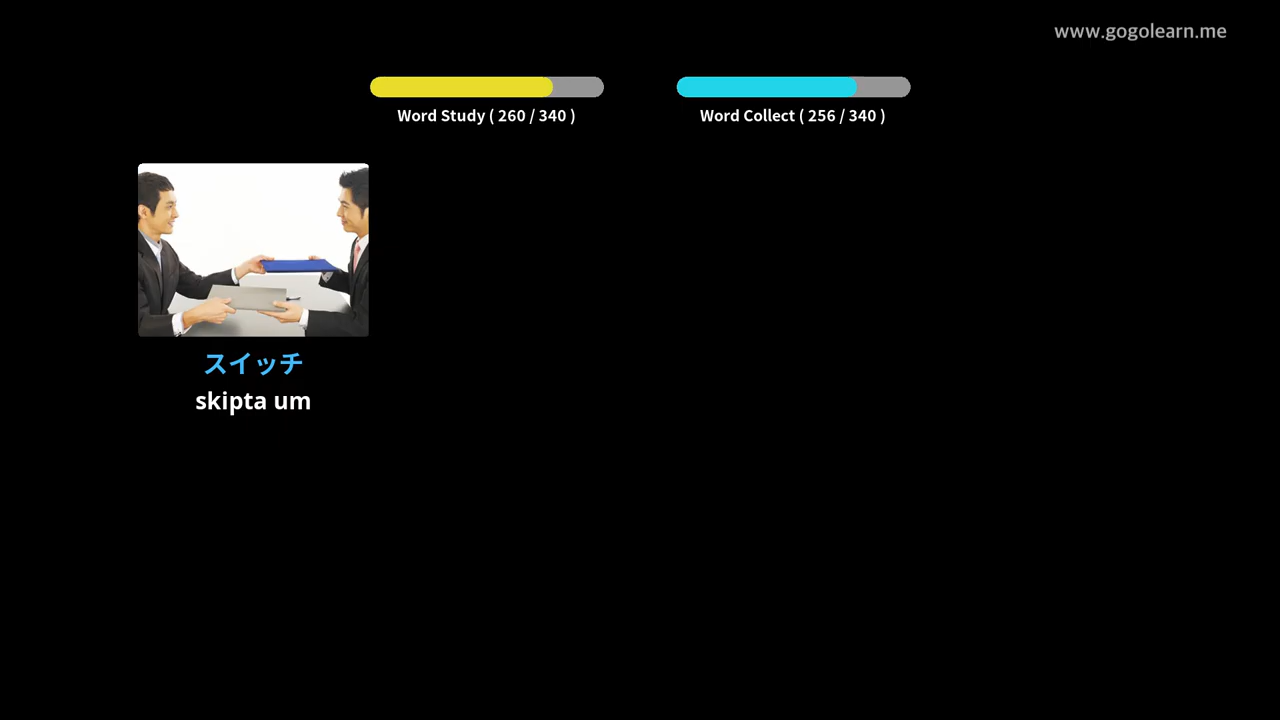 www.gogolearn.me
Word Study ( 260 / 340 )
Word Collect ( 256 / 340 )
スイッチ
skipta um